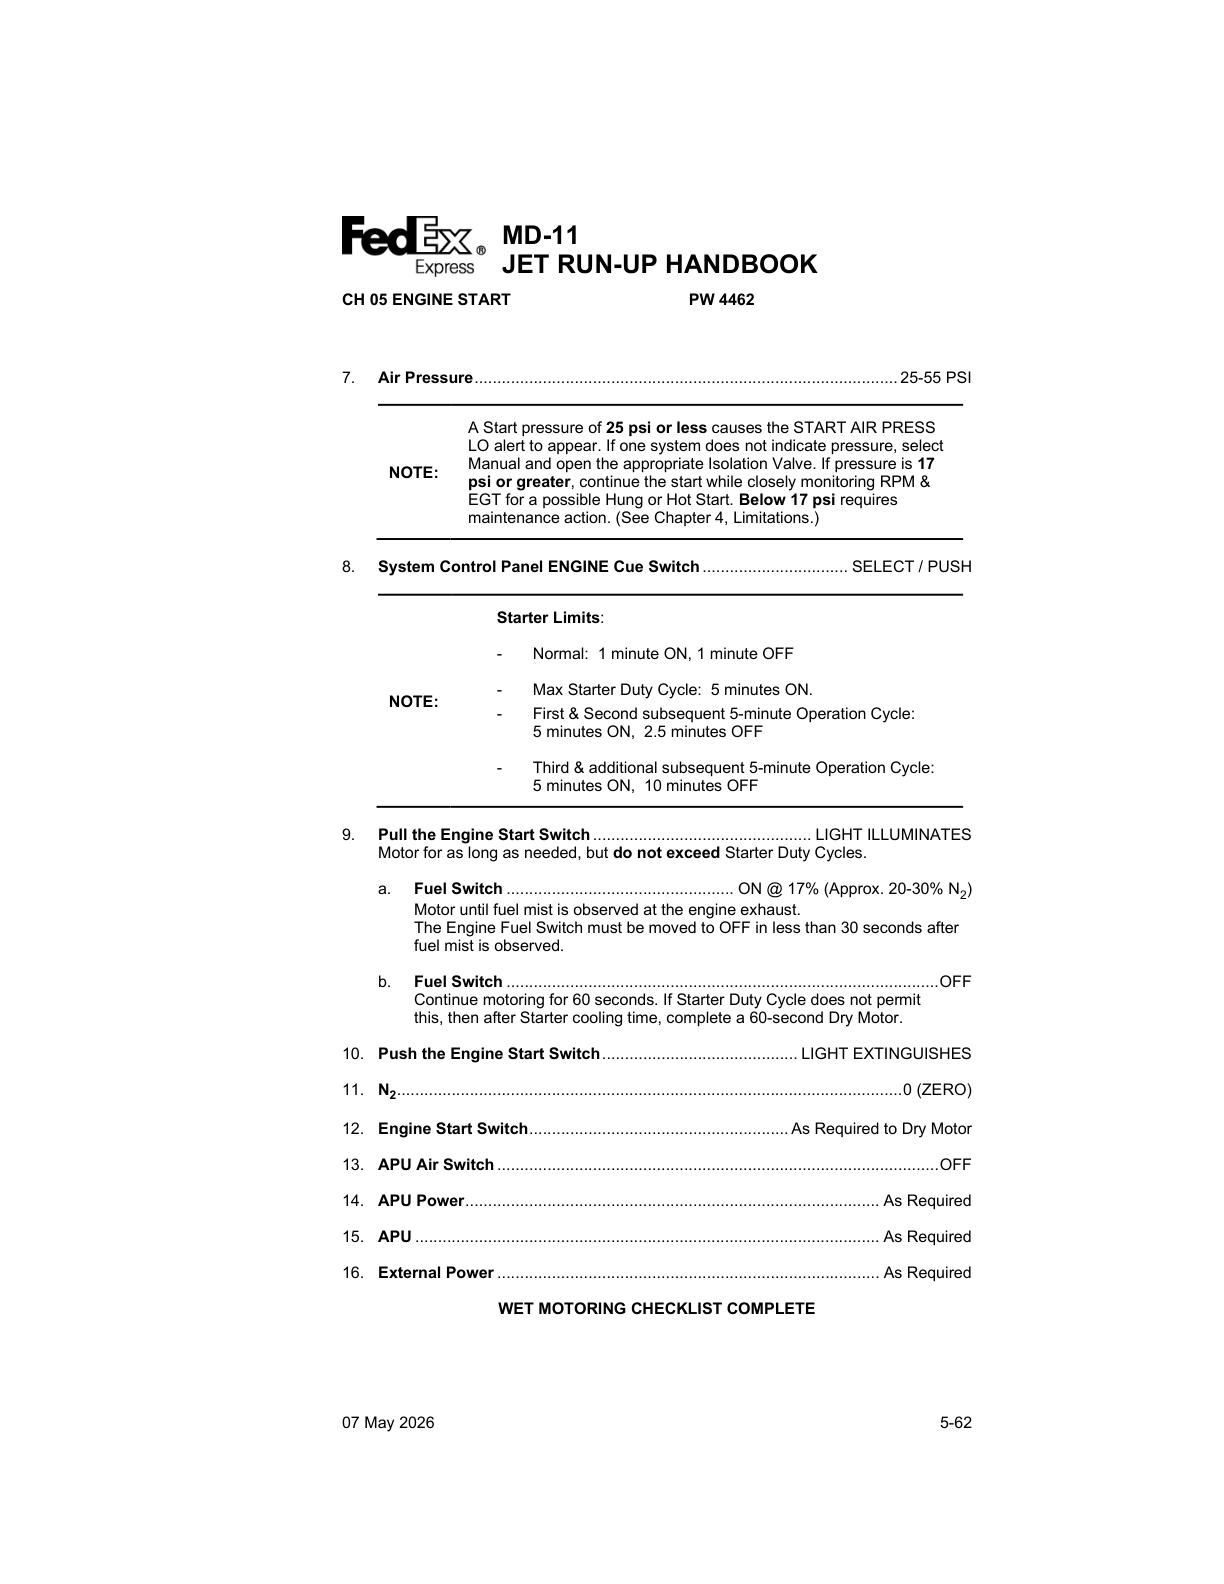 FedEx® MD-11
Express JET RUN-UP HANDBOOK
CH 05 ENGINE START PW 4462
7. Air Pressure.............................................................................................. 25-55 PSI
A Start pressure of 25 psi or less causes the START AIR PRESS
LO alert to appear. If one system does not indicate pressure, select
Manual and open the appropriate Isolation Valve. If pressure is 17
NOTE: psi or greater, continue the start while closely monitoring RPM &
EGT for a possible Hung or Hot Start. Below 17 psi requires
maintenance action. (See Chapter 4, Limitations.)
8. System Control Panel ENGINE Cue Switch ................................ SELECT / PUSH
Starter Limits:
- Normal: 1 minute ON, 1 minute OFF
- Max Starter Duty Cycle: 5 minutes ON.
NOTE:
- First & Second subsequent 5-minute Operation Cycle:
5 minutes ON, 2.5 minutes OFF
- Third & additional subsequent 5-minute Operation Cycle:
5 minutes ON, 10 minutes OFF
9. Pull the Engine Start Switch ................................................ LIGHT ILLUMINATES
Motor for as long as needed, but do not exceed Starter Duty Cycles.
a. Fuel Switch .................................................. ON @ 17% (Approx. 20-30% N2)
Motor until fuel mist is observed at the engine exhaust.
The Engine Fuel Switch must be moved to OFF in less than 30 seconds after
fuel mist is observed.
b. Fuel Switch ...............................................................................................OFF
Continue motoring for 60 seconds. If Starter Duty Cycle does not permit
this, then after Starter cooling time, complete a 60-second Dry Motor.
10. Push the Engine Start Switch........................................... LIGHT EXTINGUISHES
11. N2................................................................................................................0 (ZERO)
12. Engine Start Switch......................................................... As Required to Dry Motor
13. APU Air Switch .................................................................................................OFF
14. APU Power........................................................................................... As Required
15. APU ...................................................................................................... As Required
16. External Power .................................................................................... As Required
WET MOTORING CHECKLIST COMPLETE
07 May 2026 5-62